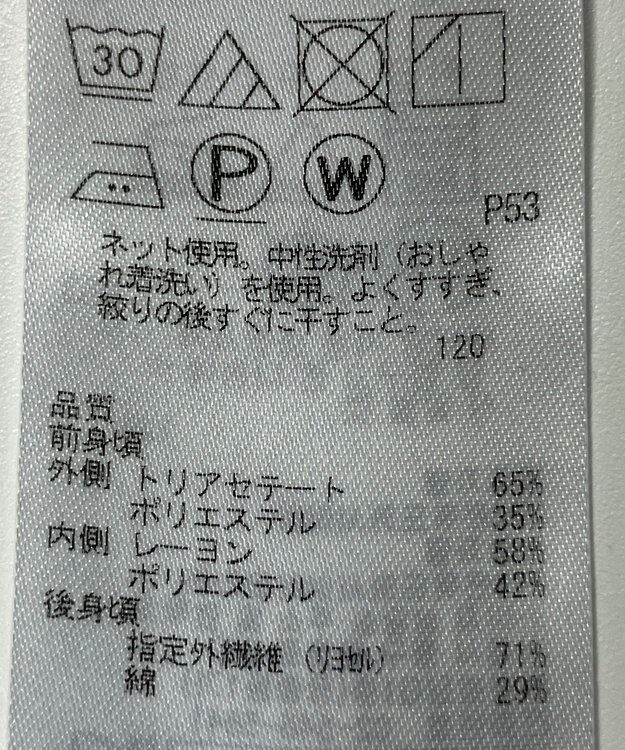 30
P W
P53
ネット使用。中性洗剤（おしゃ
れ着洗い）を使用。よくすすぎ、
絞りの後すぐに干すこと。
120
品質
前身頃
外側 トリアセテート 65%
ポリエステル 35%
内側 レーヨン 58%
ポリエステル 42%
後身頃
指定外繊維（リヨセル） 71%
綿 29%